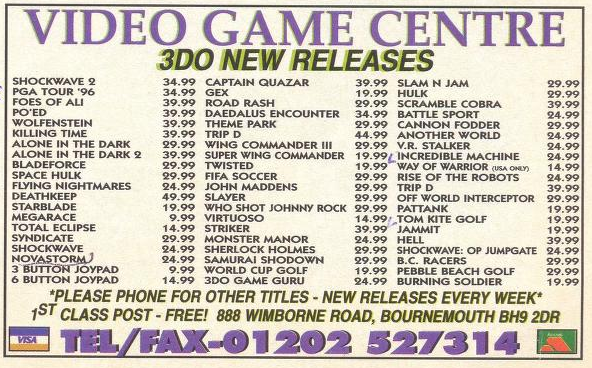 VIDEO GAME CENTRE
3DO NEW RELEASES
SHOCKWAVE 2 34.99
PGA TOUR '96 34.99
FOES OF ALI 39.99
PO'ED 39.99
WOLFENSTEIN 39.99
KILLING TIME 39.99
ALONE IN THE DARK 29.99
ALONE IN THE DARK 2 39.99
BLADEFORCE 29.99
SPACE HULK 29.99
FLYING NIGHTMARES 24.99
DEATHKEEP 49.99
STARBLADE 19.99
MEGARACE 9.99
TOTAL ECLIPSE 14.99
SYNDICATE 29.99
SHOCKWAVE 24.99
NOVASTORM 24.99
3 BUTTON JOYPAD 9.99
6 BUTTON JOYPAD 14.99
CAPTAIN QUAZAR 39.99
GEX 19.99
ROAD RASH 29.99
DAEDALUS ENCOUNTER 34.99
THEME PARK 29.99
TRIP D 44.99
WING COMMANDER III 29.99
SUPER WING COMMANDER 19.99
TWISTED 19.99
FIFA SOCCER 29.99
JOHN MADDENS 29.99
SLAYER 29.99
WHO SHOT JOHNNY ROCK 29.99
VIRTUOSO 14.99
STRIKER 39.99
MONSTER MANOR 24.99
SHERLOCK HOLMES 29.99
SAMURAI SHODOWN 29.99
WORLD CUP GOLF 19.99
3DO GAME GURU 24.99
SLAM N JAM 29.99
HULK 29.99
SCRAMBLE COBRA 39.99
BATTLE SPORT 24.99
CANNON FODDER 29.99
ANOTHER WORLD 24.99
V.R. STALKER 24.99
INCREDIBLE MACHINE 24.99
WAY OF WARRIOR (USA ONLY) 14.99
RISE OF THE ROBOTS 24.99
TRIP D 39.99
OFF WORLD INTERCEPTOR 29.99
PATTANK 19.99
TOM KITE GOLF 19.99
JAMMIT 19.99
HELL 39.99
SHOCKWAVE: OP JUMPGATE 24.99
B.C. RACERS 29.99
PEBBLE BEACH GOLF 29.99
BURNING SOLDIER 19.99
*PLEASE PHONE FOR OTHER TITLES - NEW RELEASES EVERY WEEK*
1ST CLASS POST - FREE! 888 WIMBORNE ROAD, BOURNEMOUTH BH9 2DR
VISA TEL/FAX-01202 527314